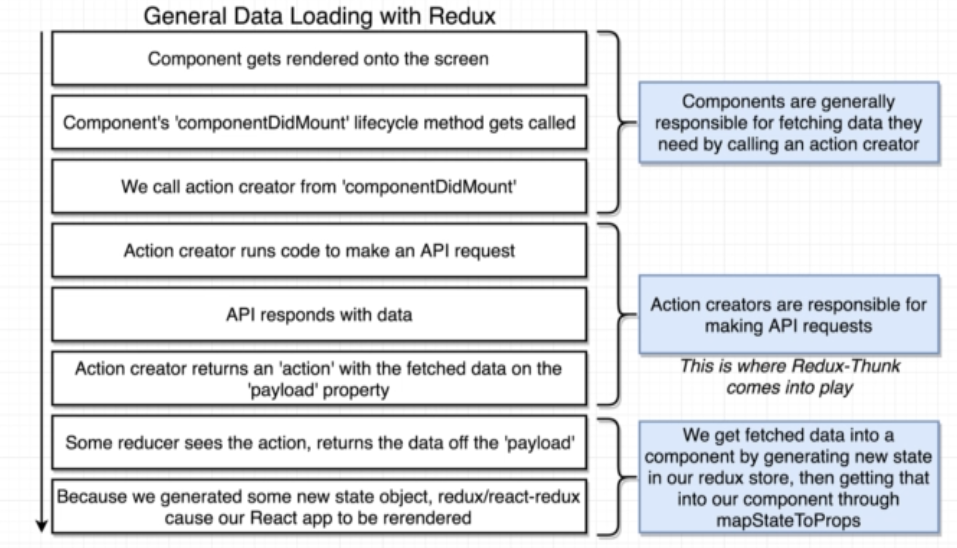 General Data Loading with Redux
Component gets rendered onto the screen
Component's 'componentDidMount' lifecycle method gets called
We call action creator from 'componentDidMount'
Components are generally
responsible for fetching data they
need by calling an action creator
Action creator runs code to make an API request
API responds with data
Action creator returns an 'action' with the fetched data on the
'payload' property
Action creators are responsible for
making API requests
This is where Redux-Thunk
comes into play
Some reducer sees the action, returns the data off the 'payload'
Because we generated some new state object, redux/react-redux
cause our React app to be rerendered
We get fetched data into a
component by generating new state
in our redux store, then getting that
into our component through
mapStateToProps